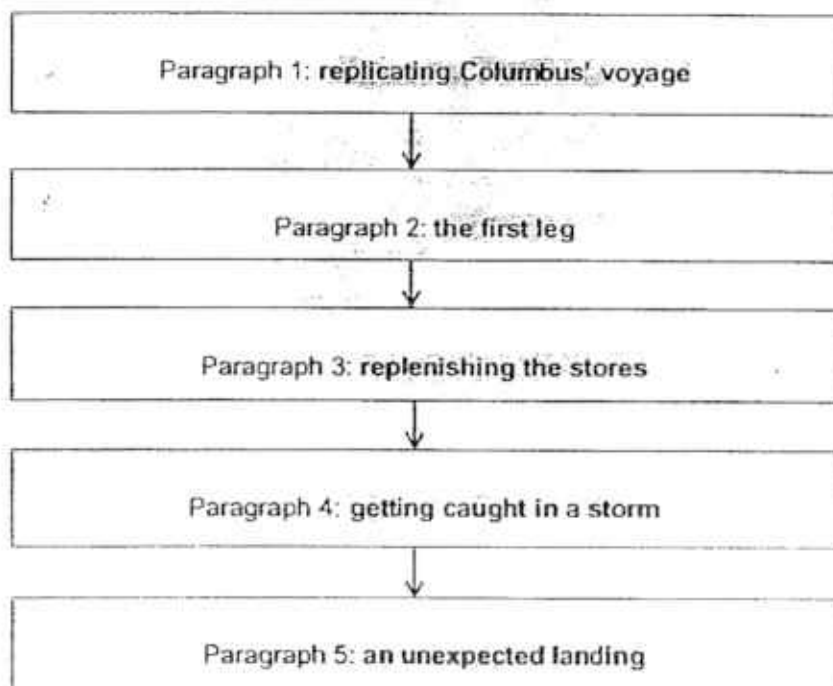 Paragraph 1: replicating Columbus' voyage
Paragraph 2: the first leg
Paragraph 3: replenishing the stores
Paragraph 4: getting caught in a storm
Paragraph 5: an unexpected landing